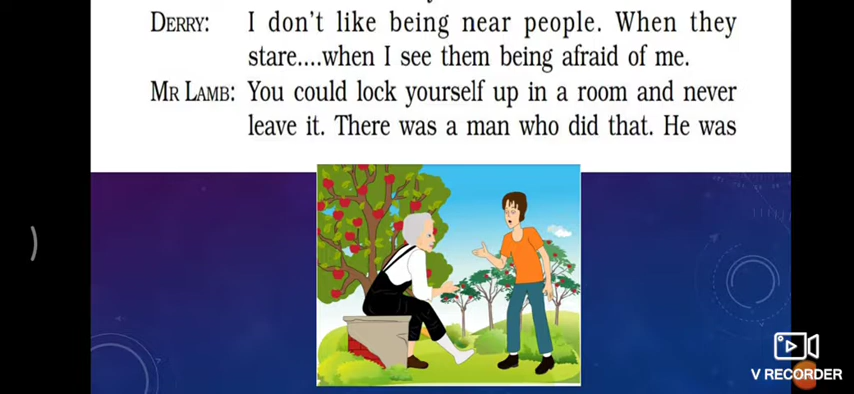 DERRY: I don't like being near people. When they
stare....when I see them being afraid of me.
MR LAMB: You could lock yourself up in a room and never
leave it. There was a man who did that. He was
V RECORDER